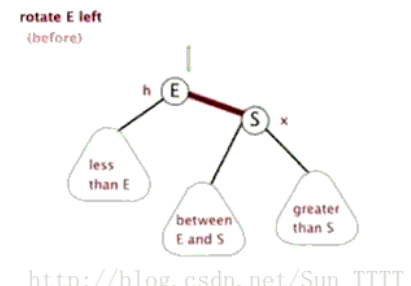 rotate E left
(before)
h E
S x
less
than E
between
E and S
greater
than S
http://blog.csdn.net/Sun_TTTT